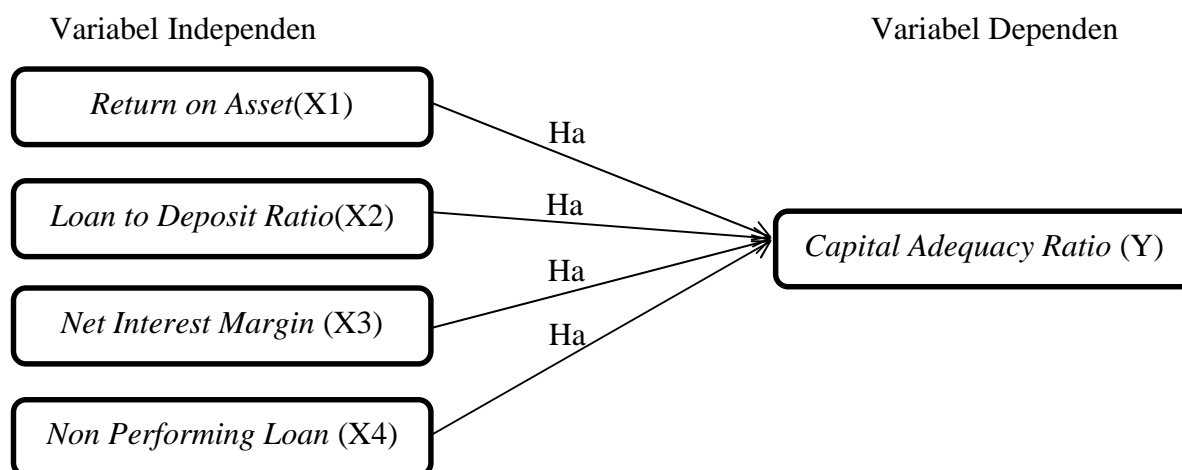 Variabel Independen
Variabel Dependen
Return on Asset(X1)
Ha
Loan to Deposit Ratio(X2)
Ha
Capital Adequacy Ratio (Y)
Ha
Net Interest Margin (X3)
Ha
Non Performing Loan (X4)